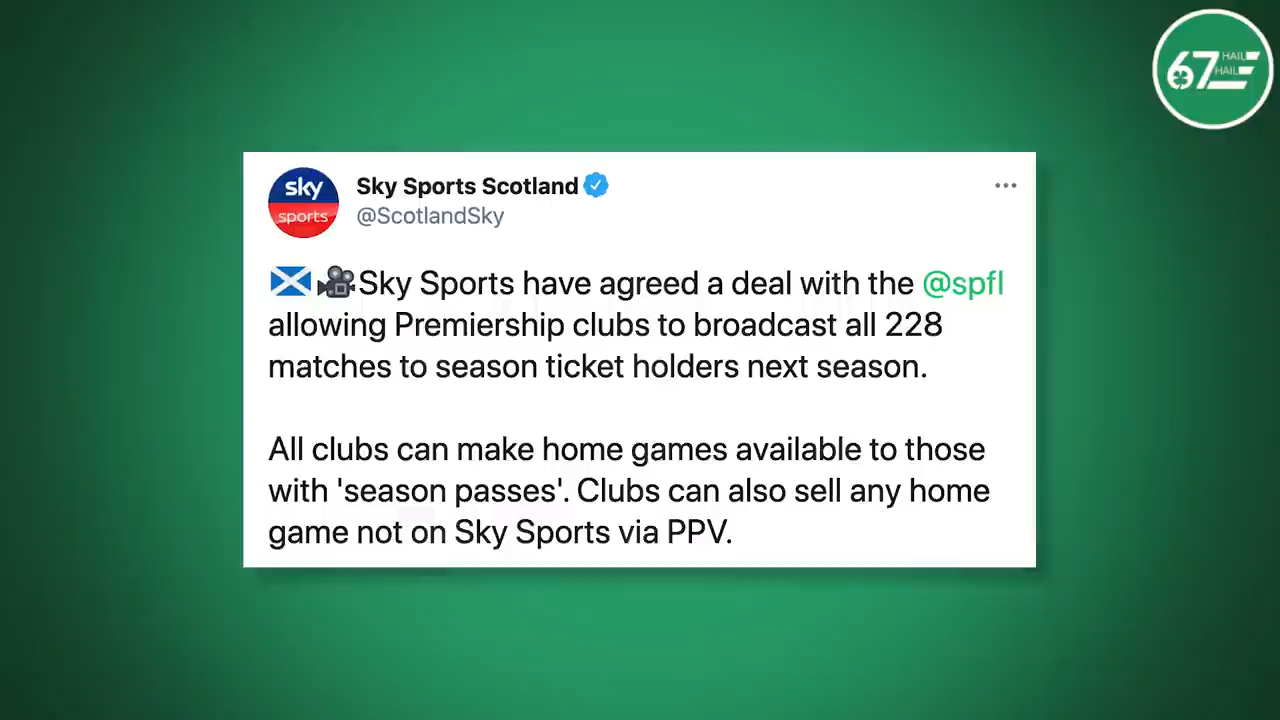 67 HAIL HAIL
sky
sports
Sky Sports Scotland
@ScotlandSky
Sky Sports have agreed a deal with the @spfl
allowing Premiership clubs to broadcast all 228
matches to season ticket holders next season.
All clubs can make home games available to those
with 'season passes'. Clubs can also sell any home
game not on Sky Sports via PPV.